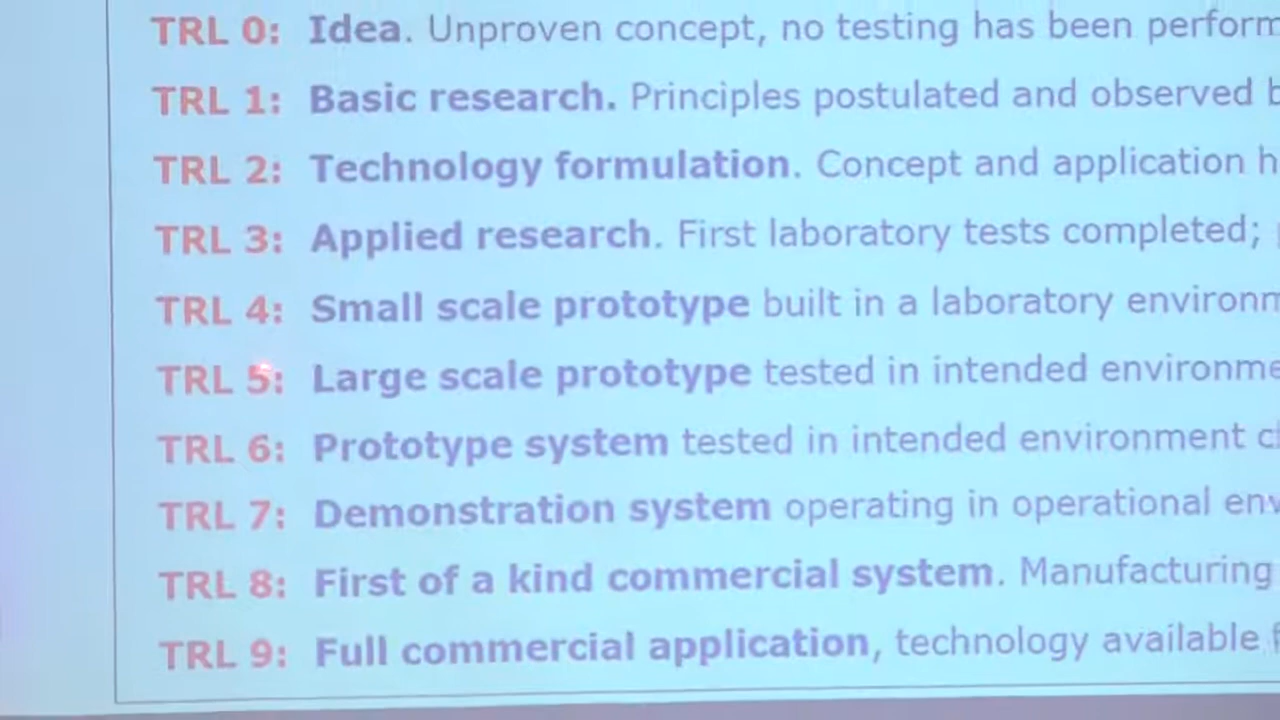 TRL 0: Idea. Unproven concept, no testing has been perform
TRL 1: Basic research. Principles postulated and observed
TRL 2: Technology formulation. Concept and application
TRL 3: Applied research. First laboratory tests completed;
TRL 4: Small scale prototype built in a laboratory environ
TRL 5: Large scale prototype tested in intended environme
TRL 6: Prototype system tested in intended environment
TRL 7: Demonstration system operating in operational env
TRL 8: First of a kind commercial system. Manufacturing
TRL 9: Full commercial application, technology available